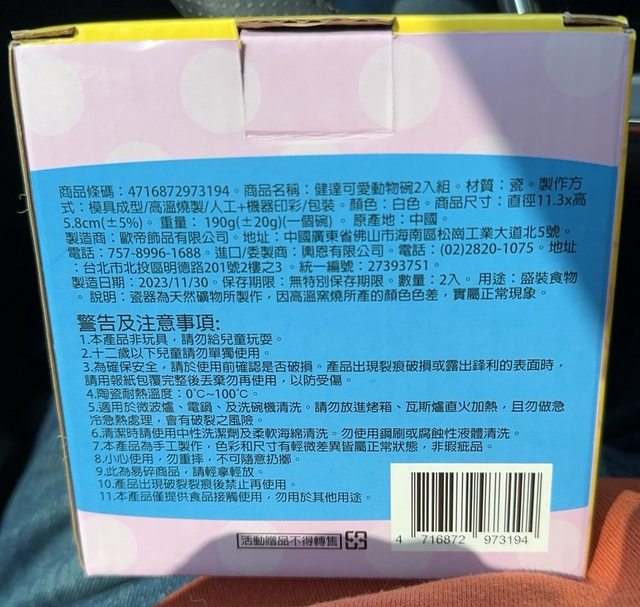 商品條碼：4716872973194。商品名稱：健達可愛動物碗2入組。材質：瓷。製作方
式：模具成型/高溫燒製/人工+機器印彩/包裝。顏色：白色。商品尺寸：直徑11.3x高
5.8cm(±5%)。重量：190g(±20g)(一個碗)。原產地：中國。
製造商：歐帝飾品有限公司。地址：中國廣東省佛山市海南區松崗工業大道北5號。
電話：757-8996-1688。進口/委製商：興恩有限公司。電話：(02)2820-1075。地址
：台北市北投區明德路201號2樓之3。統一編號：27393751。
製造日期：2023/11/30。保存期限：無特別保存期限。數量：2入。用途：盛裝食物
。說明：瓷器為天然礦物所製作，因高溫窯燒所產的顏色色差，實屬正常現象。
警告及注意事項:
1.本產品非玩具，請勿給兒童玩耍。
2.十二歲以下兒童請勿單獨使用。
3.為確保安全，請於使用前確認是否破損。產品出現裂痕破損或露出鋒利的表面時，
請用報紙包覆完整後丟棄勿再使用，以防受傷。
4.陶瓷耐熱溫度：0℃~100℃。
5.適用於微波爐、電鍋、及洗碗機清洗。請勿放進烤箱、瓦斯爐直火加熱，且勿做急
冷急熱處理，會有破裂之風險。
6.清潔時請使用中性洗潔劑及柔軟海綿清洗。勿使用鋼刷或腐蝕性液體清洗。
7.本產品為手工製作，色彩和尺寸有輕微差異皆屬正常狀態，非瑕疵品。
8.小心使用，勿重摔，不可隨意扔擲。
9.此為易碎商品，請輕拿輕放。
10.產品出現破裂裂痕後禁止再使用。
11.本產品僅提供食品接觸使用，勿用於其他用途。
活動贈品不得轉售
4 716872 973194